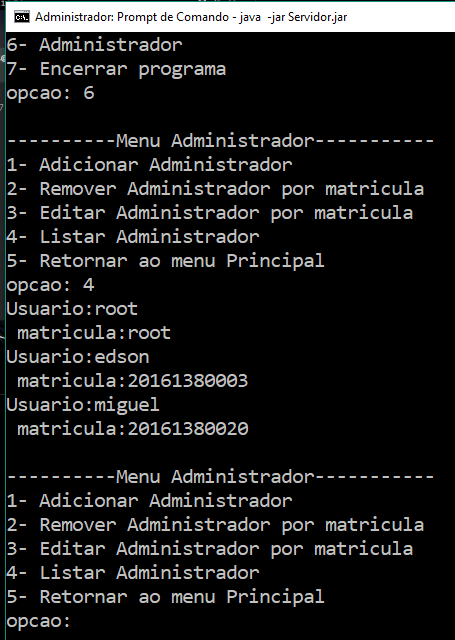 Administrador: Prompt de Comando - java  -jar Servidor.jar
6- Administrador
7- Encerrar programa
opcao: 6
----------Menu Administrador-----------
1- Adicionar Administrador
2- Remover Administrador por matricula
3- Editar Administrador por matricula
4- Listar Administrador
5- Retornar ao menu Principal
opcao: 4
Usuario:root
 matricula:root
Usuario:edson
 matricula:20161380003
Usuario:miguel
 matricula:20161380020
----------Menu Administrador-----------
1- Adicionar Administrador
2- Remover Administrador por matricula
3- Editar Administrador por matricula
4- Listar Administrador
5- Retornar ao menu Principal
opcao: